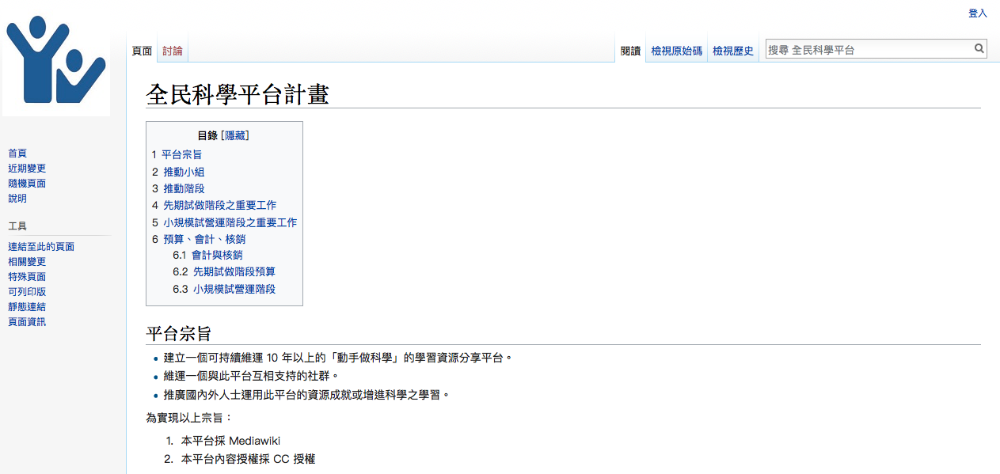 登入
頁面 討論 閱讀 檢視原始碼 檢視歷史 搜尋 全民科學平台
全民科學平台計畫
目錄 [隱藏]
1 平台宗旨
2 推動小組
3 推動階段
4 先期試做階段之重要工作
5 小規模試營運階段之重要工作
6 預算、會計、核銷
6.1 會計與核銷
6.2 先期試做階段預算
6.3 小規模試營運階段
首頁
近期變更
隨機頁面
說明
工具
連結至此的頁面
相關變更
特殊頁面
可列印版
靜態連結
頁面資訊
平台宗旨
• 建立一個可持續維運 10 年以上的「動手做科學」的學習資源分享平台。
• 維運一個與此平台互相支持的社群。
• 推廣國內外人士運用此平台的資源成就或增進科學之學習。
為實現以上宗旨：
1. 本平台採 Mediawiki
2. 本平台內容授權採 CC 授權